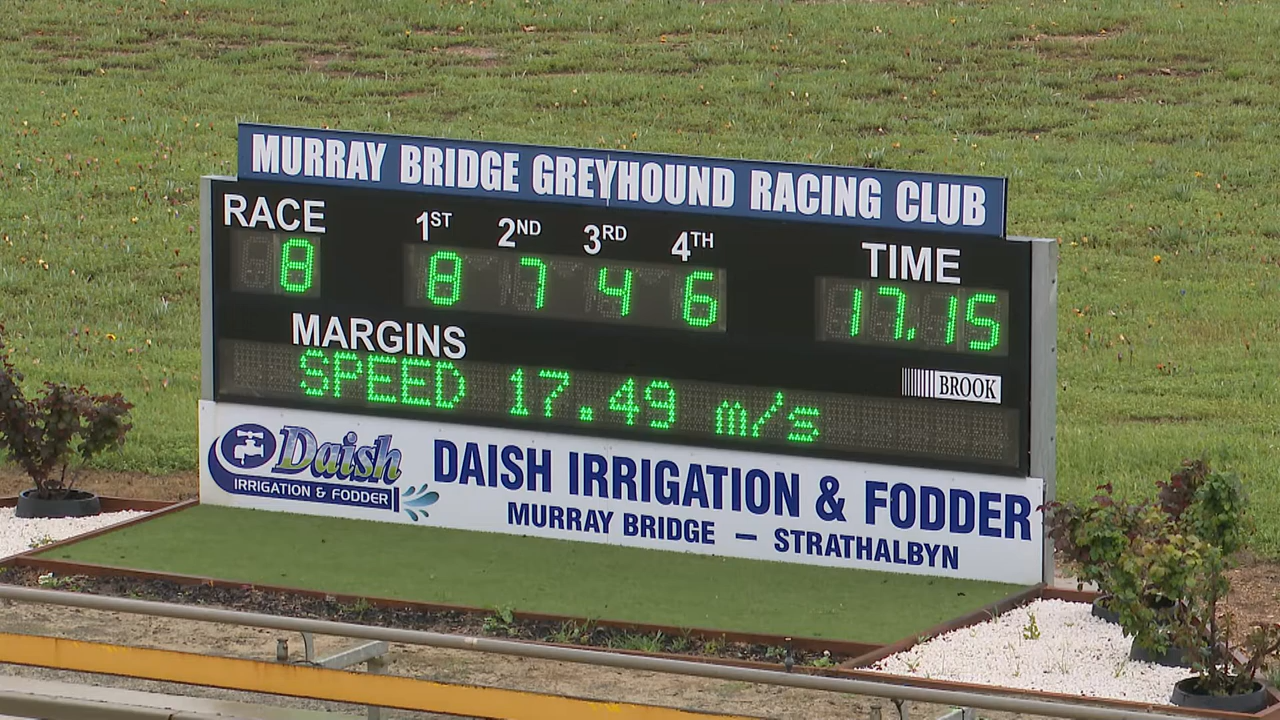 MURRAY BRIDGE GREYHOUND RACING CLUB
RACE 1ST 2ND 3RD 4TH TIME
8 8 7 4 6 17.15
MARGINS
BROOK
SPEED 17.49 m/s
Daish
IRRIGATION & FODDER
DAISH IRRIGATION & FODDER
MURRAY BRIDGE — STRATHALBYN